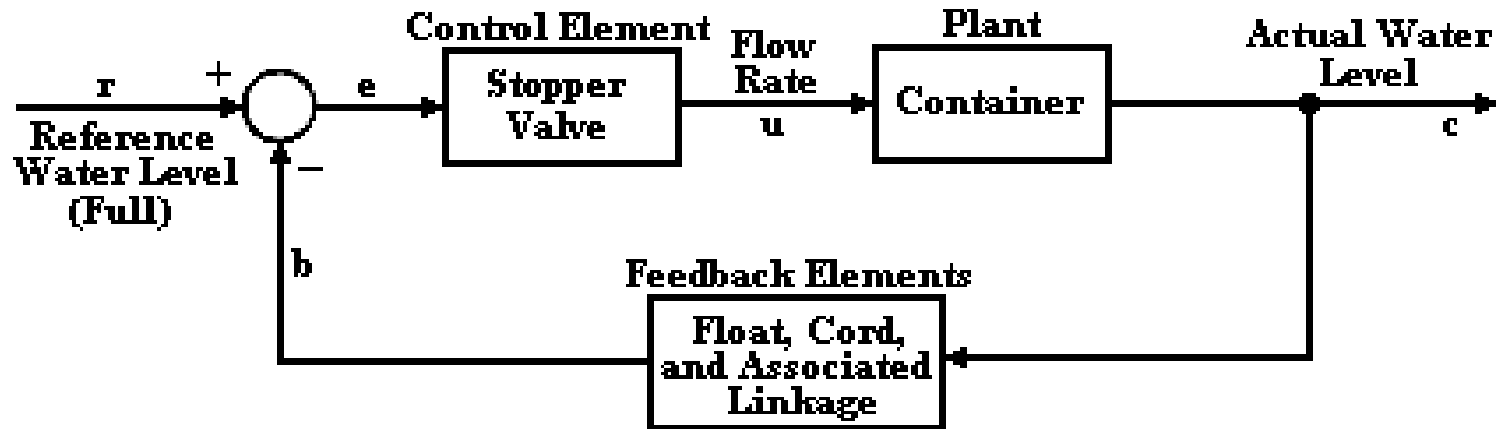 Control Element
Plant
Flow
Rate
u
Actual Water
Level
r
+
e
Stopper
Valve
Container
c
Reference
Water Level
(Full)
−
b
Feedback Elements
Float, Cord,
and Associated
Linkage